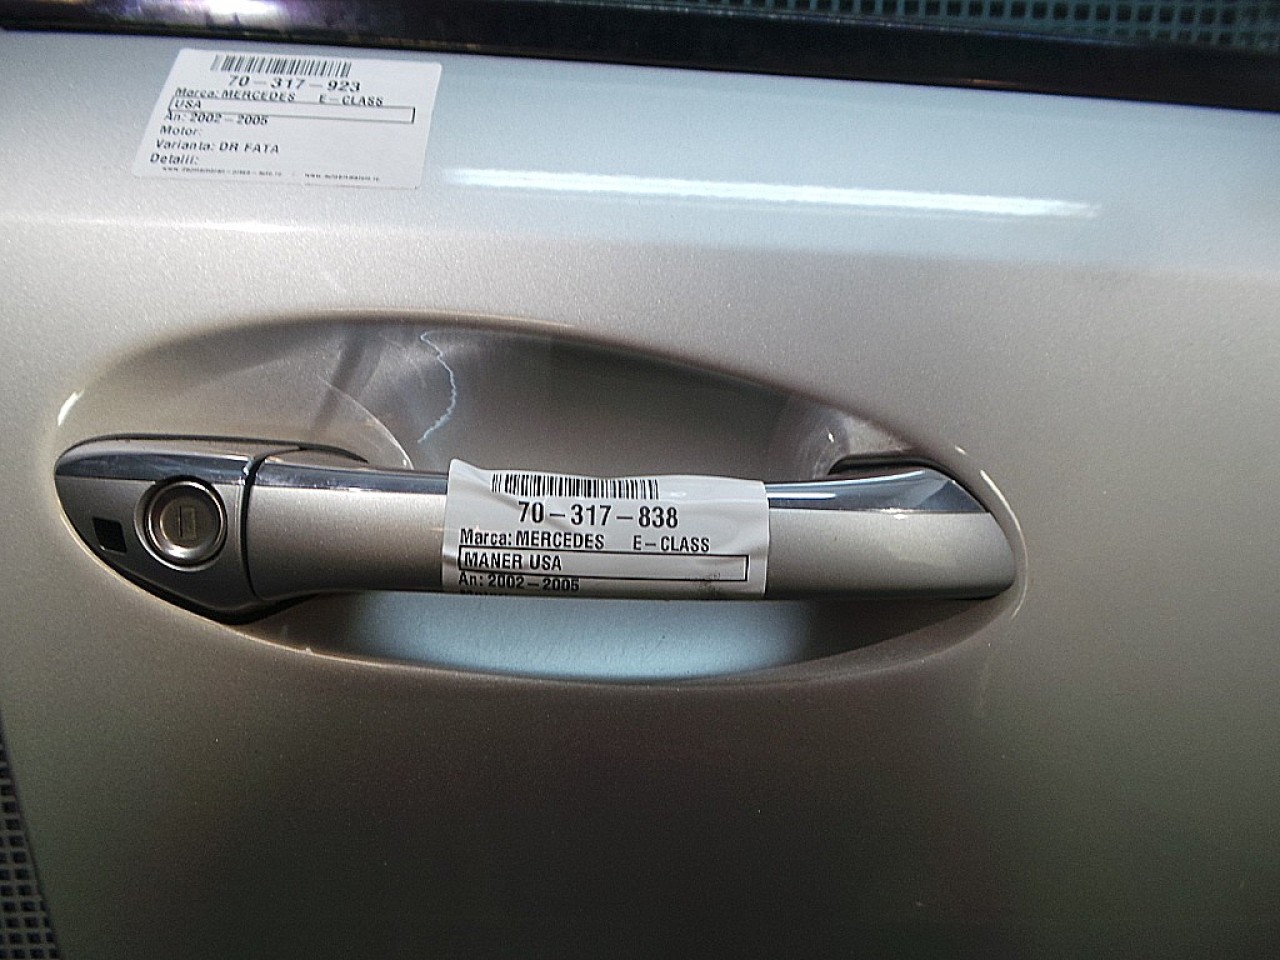 70-317-923
Marca: MERCEDES E-CLASS
USA
An: 2002-2005
Motor:
Varianta: DR FATA
Detalii:
70-317-838
Marca: MERCEDES E-CLASS
MANER USA
An: 2002-2005